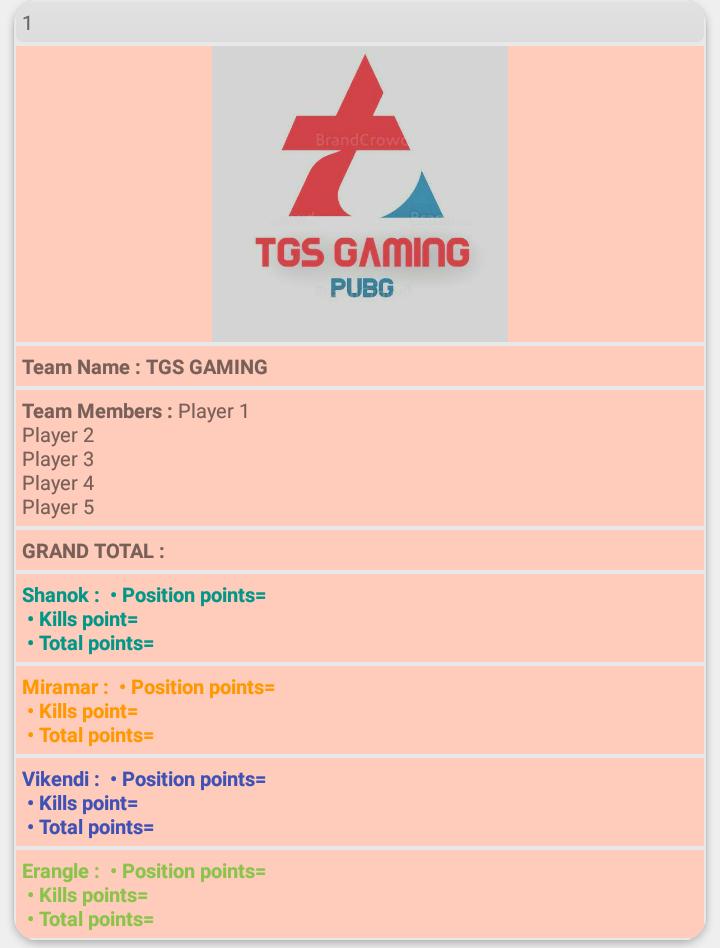 1
BrandCrowd
TGS GAMING
PUBG
Team Name : TGS GAMING
Team Members : Player 1
Player 2
Player 3
Player 4
Player 5
GRAND TOTAL :
Shanok :  • Position points=
• Kills point=
• Total points=
Miramar :  • Position points=
• Kills point=
• Total points=
Vikendi :  • Position points=
• Kills point=
• Total points=
Erangle :  • Position points=
• Kills points=
• Total points=